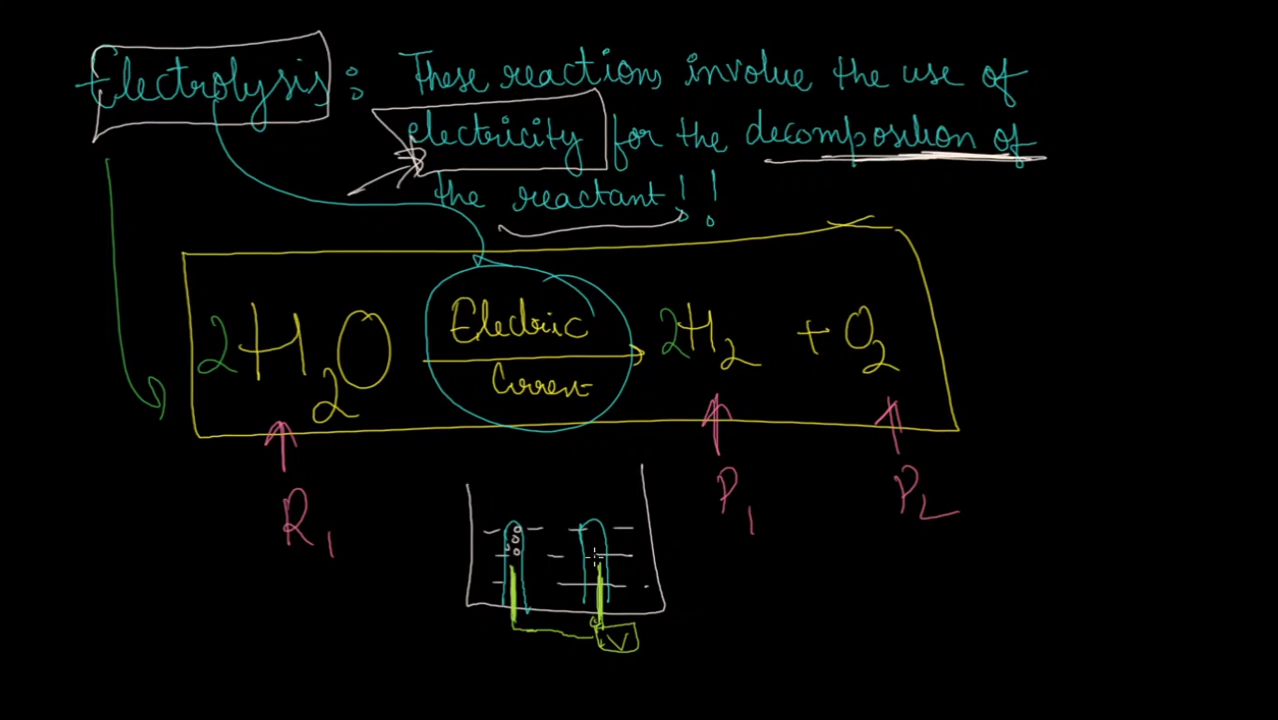 Electrolysis : These reactions involve the use of
electricity for the decomposition of
the reactant!!
2H2O Electric Current 2H2 + O2
R1 P1 P2
V